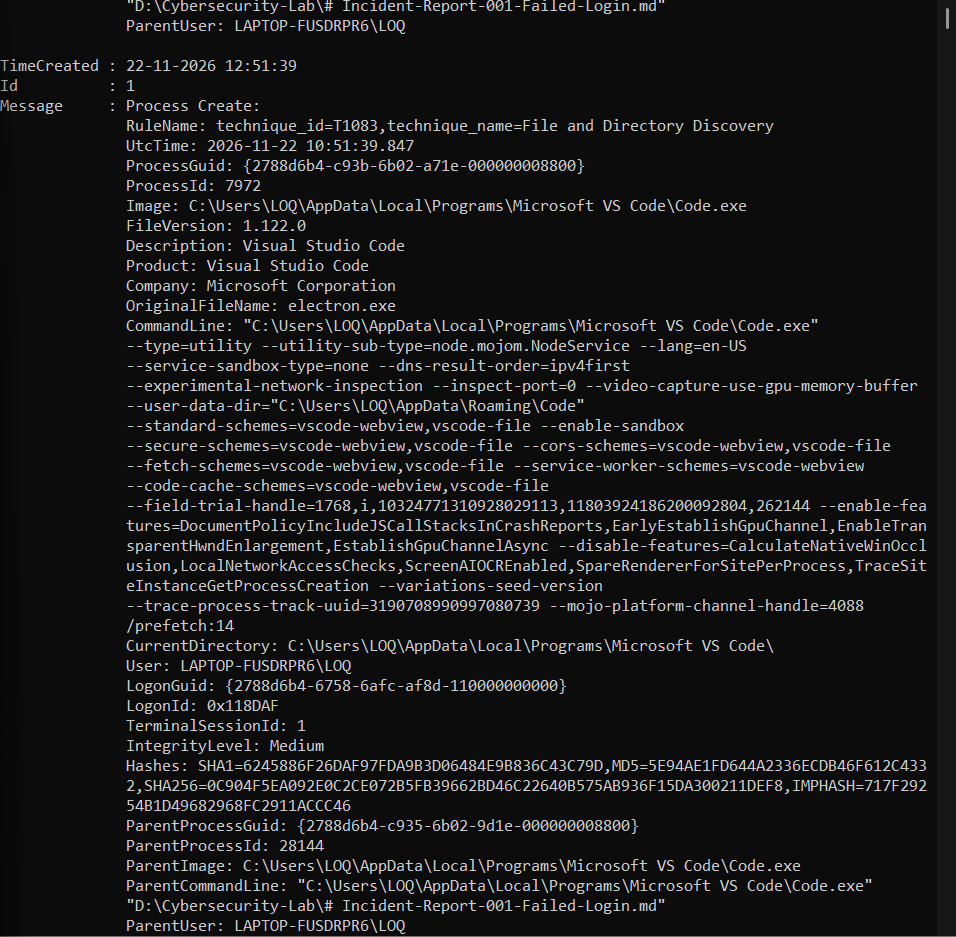 "D:\Cybersecurity-Lab\# Incident-Report-001-Failed-Login.md"
ParentUser: LAPTOP-FUSDRPR6\LOQ
TimeCreated : 22-11-2026 12:51:39
Id : 1
Message : Process Create:
RuleName: technique_id=T1083,technique_name=File and Directory Discovery
UtcTime: 2026-11-22 10:51:39.847
ProcessGuid: {2788d6b4-c93b-6b02-a71e-000000008800}
ProcessId: 7972
Image: C:\Users\LOQ\AppData\Local\Programs\Microsoft VS Code\Code.exe
FileVersion: 1.122.0
Description: Visual Studio Code
Product: Visual Studio Code
Company: Microsoft Corporation
OriginalFileName: electron.exe
CommandLine: "C:\Users\LOQ\AppData\Local\Programs\Microsoft VS Code\Code.exe"
--type=utility --utility-sub-type=node.mojom.NodeService --lang=en-US
--service-sandbox-type=none --dns-result-order=ipv4first
--experimental-network-inspection --inspect-port=0 --video-capture-use-gpu-memory-buffer
--user-data-dir="C:\Users\LOQ\AppData\Roaming\Code"
--standard-schemes=vscode-webview,vscode-file --enable-sandbox
--secure-schemes=vscode-webview,vscode-file --cors-schemes=vscode-webview,vscode-file
--fetch-schemes=vscode-webview,vscode-file --service-worker-schemes=vscode-webview
--code-cache-schemes=vscode-webview,vscode-file
--field-trial-handle=1768,i,10324771310928029113,11803924186200092804,262144 --enable-fea
tures=DocumentPolicyIncludeJSCallStacksInCrashReports,EarlyEstablishGpuChannel,EnableTran
sparentHwndEnlargement,EstablishGpuChannelAsync --disable-features=CalculateNativeWinOccl
usion,LocalNetworkAccessChecks,ScreenAIOCREnabled,SpareRendererForSitePerProcess,TraceSit
eInstanceGetProcessCreation --variations-seed-version
--trace-process-track-uuid=3190708990997080739 --mojo-platform-channel-handle=4088
/prefetch:14
CurrentDirectory: C:\Users\LOQ\AppData\Local\Programs\Microsoft VS Code\
User: LAPTOP-FUSDRPR6\LOQ
LogonGuid: {2788d6b4-6758-6afc-af8d-110000000000}
LogonId: 0x118DAF
TerminalSessionId: 1
IntegrityLevel: Medium
Hashes: SHA1=6245886F26DAF97FDA9B3D06484E9B836C43C79D,MD5=5E94AE1FD644A2336ECDB46F612C433
2,SHA256=0C904F5EA092E0C2CE072B5FB39662BD46C22640B575AB936F15DA300211DEF8,IMPHASH=717F292
54B1D49682968FC2911ACCC46
ParentProcessGuid: {2788d6b4-c935-6b02-9d1e-000000008800}
ParentProcessId: 28144
ParentImage: C:\Users\LOQ\AppData\Local\Programs\Microsoft VS Code\Code.exe
ParentCommandLine: "C:\Users\LOQ\AppData\Local\Programs\Microsoft VS Code\Code.exe"
"D:\Cybersecurity-Lab\# Incident-Report-001-Failed-Login.md"
ParentUser: LAPTOP-FUSDRPR6\LOQ